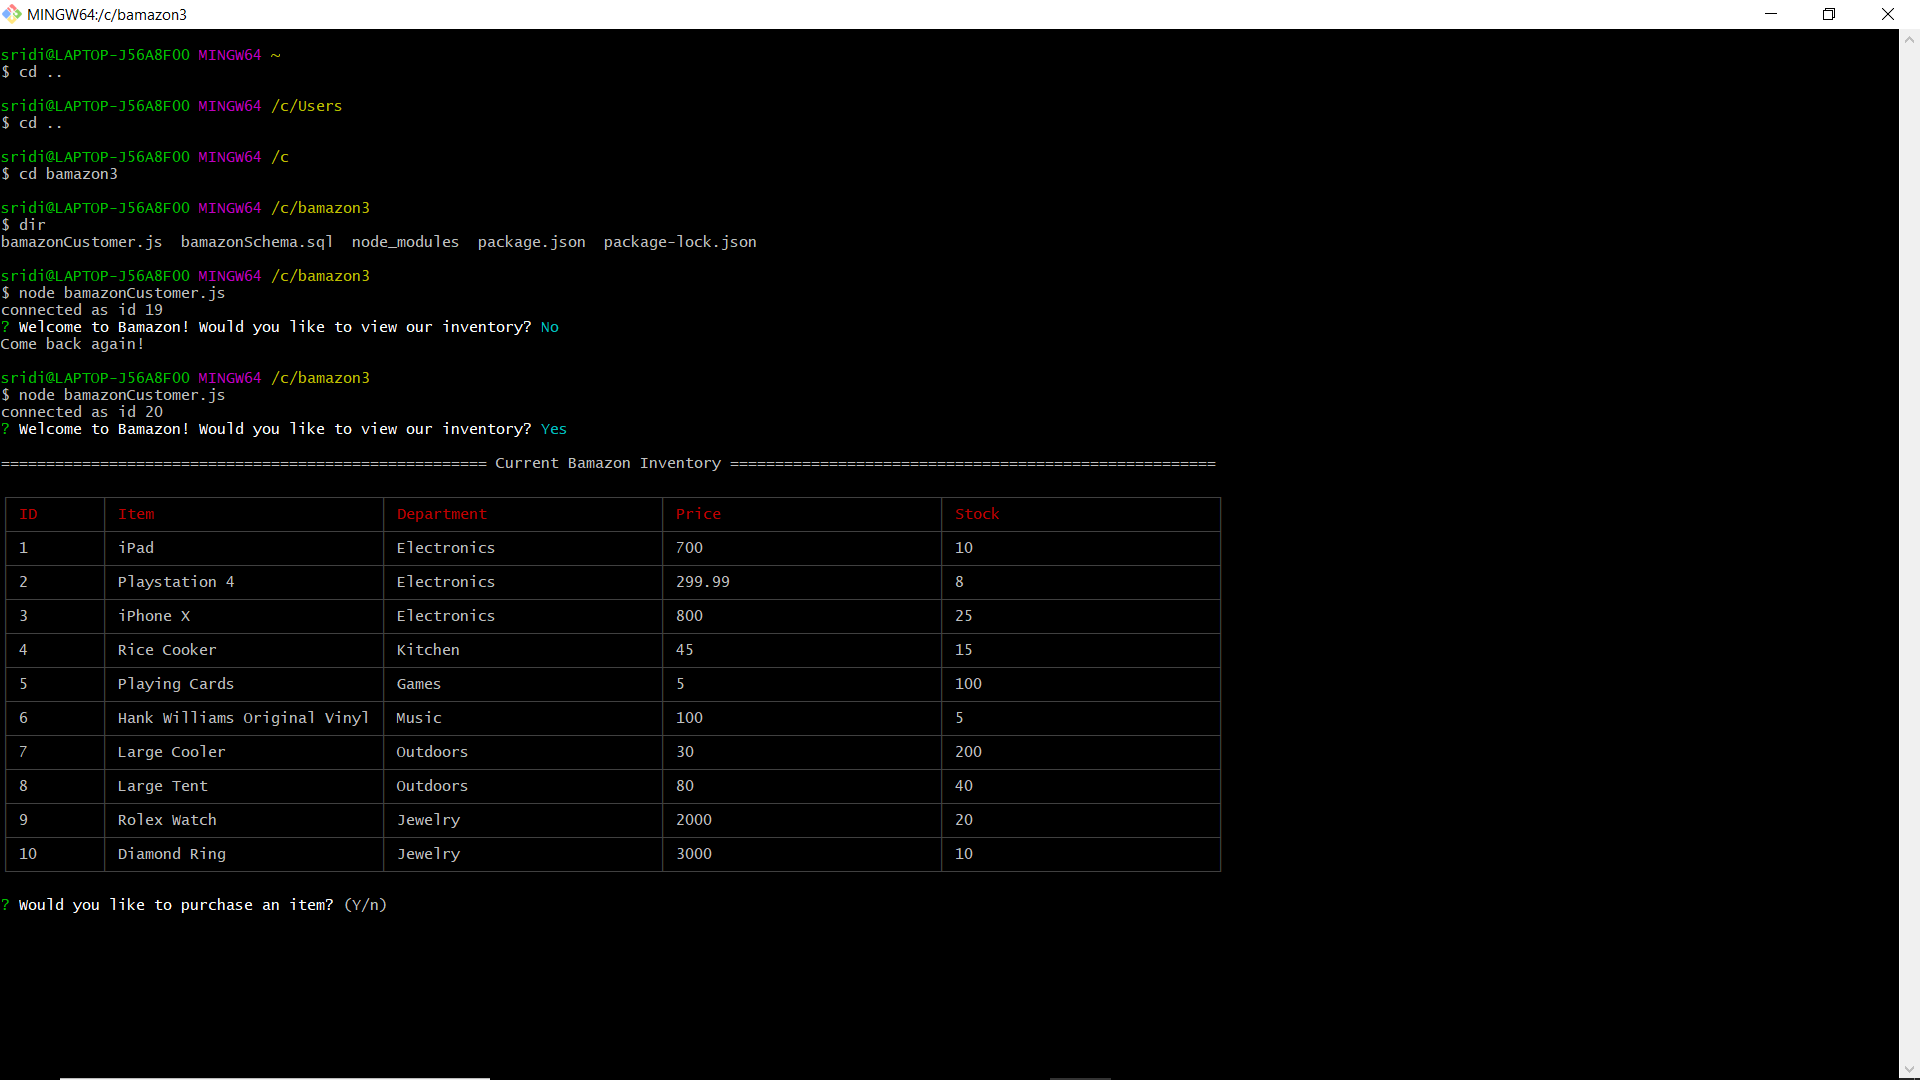 MINGW64:/c/bamazon3
sridi@LAPTOP-J56A8F0O MINGW64 ~
$ cd ..
sridi@LAPTOP-J56A8F0O MINGW64 /c/Users
$ cd ..
sridi@LAPTOP-J56A8F0O MINGW64 /c
$ cd bamazon3
sridi@LAPTOP-J56A8F0O MINGW64 /c/bamazon3
$ dir
bamazonCustomer.js  bamazonSchema.sql  node_modules  package.json  package-lock.json
sridi@LAPTOP-J56A8F0O MINGW64 /c/bamazon3
$ node bamazonCustomer.js
connected as id 19
? Welcome to Bamazon! Would you like to view our inventory? No
Come back again!
sridi@LAPTOP-J56A8F0O MINGW64 /c/bamazon3
$ node bamazonCustomer.js
connected as id 20
? Welcome to Bamazon! Would you like to view our inventory? Yes
====================================================== Current Bamazon Inventory ======================================================
ID Item Department Price Stock
1 iPad Electronics 700 10
2 Playstation 4 Electronics 299.99 8
3 iPhone X Electronics 800 25
4 Rice Cooker Kitchen 45 15
5 Playing Cards Games 5 100
6 Hank Williams Original Vinyl Music 100 5
7 Large Cooler Outdoors 30 200
8 Large Tent Outdoors 80 40
9 Rolex Watch Jewelry 2000 20
10 Diamond Ring Jewelry 3000 10
? Would you like to purchase an item? (Y/n)